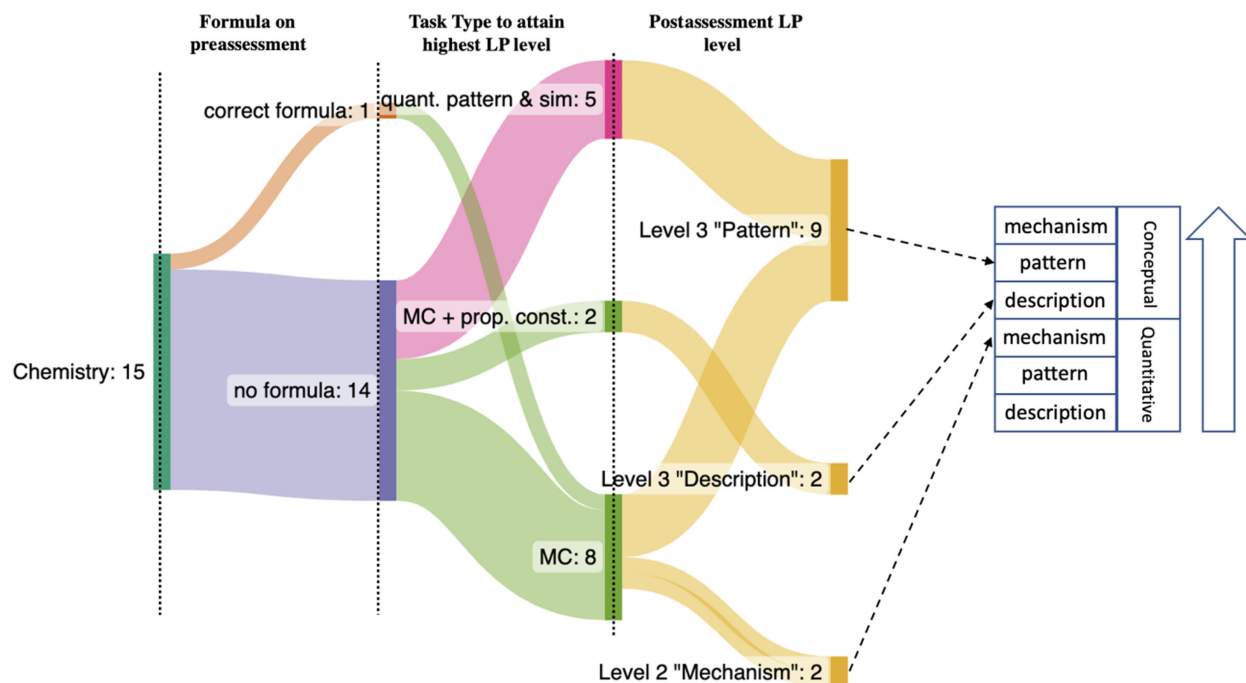 Formula on
preassessment
Task Type to attain
highest LP level
Postassessment LP
level
correct formula: 1
quant. pattern & sim: 5
Level 3 "Pattern": 9
MC + prop. const.: 2
Chemistry: 15
no formula: 14
Level 3 "Description": 2
MC: 8
Level 2 "Mechanism": 2
mechanism
pattern
description
Conceptual
mechanism
pattern
description
Quantitative